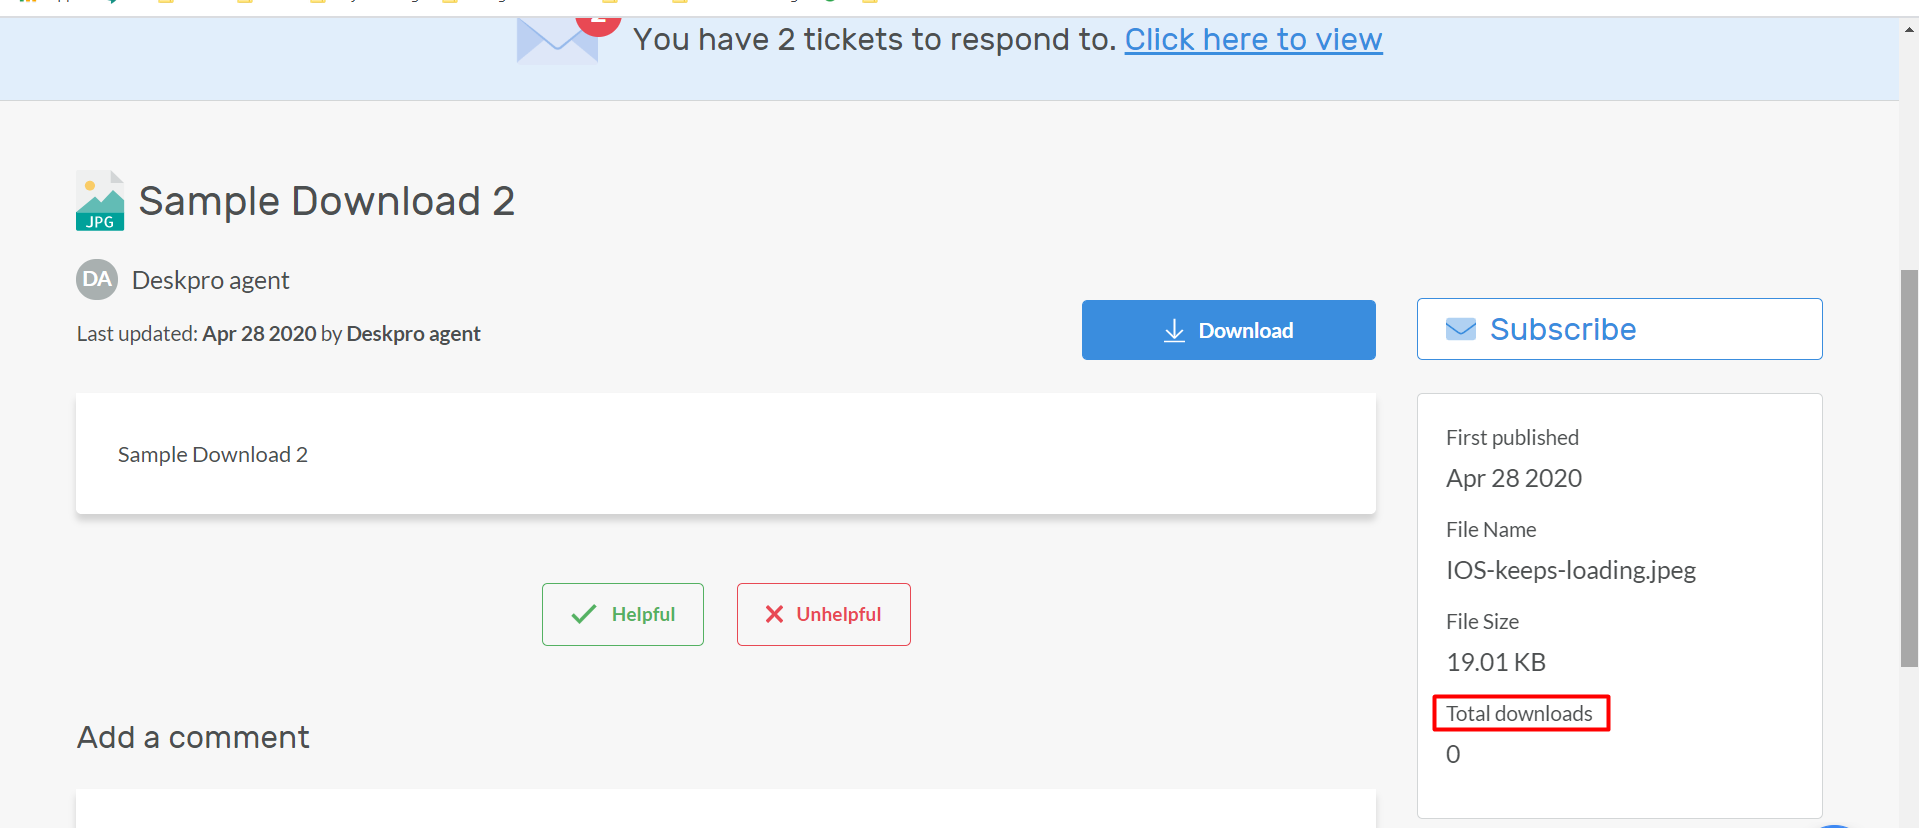 You have 2 tickets to respond to. Click here to view
JPG
Sample Download 2
DA
Deskpro agent
Last updated: Apr 28 2020 by Deskpro agent
Download
Subscribe
Sample Download 2
First published
Apr 28 2020
File Name
IOS-keeps-loading.jpeg
File Size
19.01 KB
Total downloads
0
Helpful
Unhelpful
Add a comment